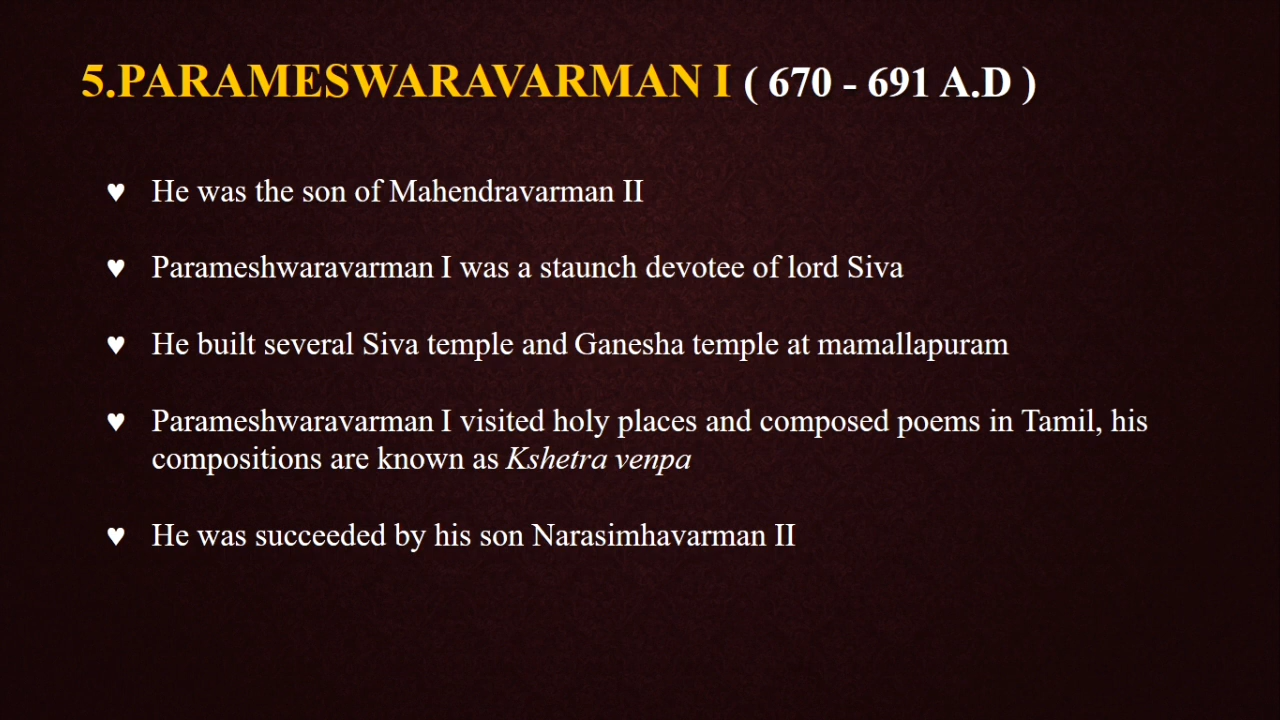 5.PARAMESWARAVARMAN I ( 670 - 691 A.D )
♥ He was the son of Mahendravarman II
♥ Parameshwaravarman I was a staunch devotee of lord Siva
♥ He built several Siva temple and Ganesha temple at mamallapuram
♥ Parameshwaravarman I visited holy places and composed poems in Tamil, his
compositions are known as Kshetra venpa
♥ He was succeeded by his son Narasimhavarman II